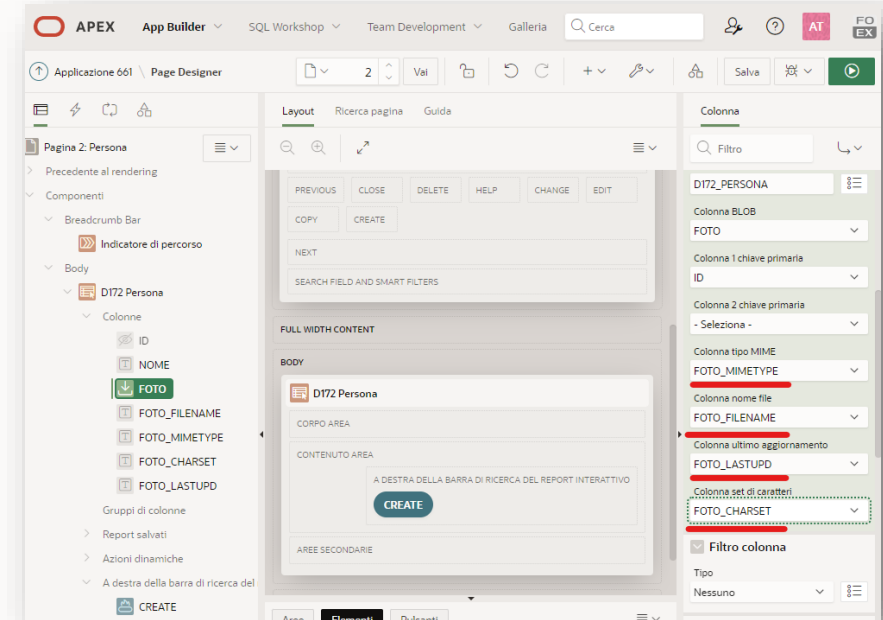 APEX App Builder SQL Workshop Team Development Galleria Cerca AT FO EX
Applicazione 661 \ Page Designer 2 Vai Salva
Layout Ricerca pagina Guida Colonna
Pagina 2: Persona
Filtro
Precedente al rendering
Componenti
Breadcrumb Bar
Indicatore di percorso
Body
D172 Persona
Colonne
ID
NOME
FOTO
FOTO_FILENAME
FOTO_MIMETYPE
FOTO_CHARSET
FOTO_LASTUPD
Gruppi di colonne
Report salvati
Azioni dinamiche
A destra della barra di ricerca del
CREATE
PREVIOUS CLOSE DELETE HELP CHANGE EDIT
COPY CREATE
NEXT
SEARCH FIELD AND SMART FILTERS
FULL WIDTH CONTENT
BODY
D172 Persona
CORPO AREA
CONTENUTO AREA
A DESTRA DELLA BARRA DI RICERCA DEL REPORT INTERATTIVO
CREATE
AREE SECONDARIE
Aree Elementi Pulsanti
D172_PERSONA
Colonna BLOB
FOTO
Colonna 1 chiave primaria
ID
Colonna 2 chiave primaria
- Seleziona -
Colonna tipo MIME
FOTO_MIMETYPE
Colonna nome file
FOTO_FILENAME
Colonna ultimo aggiornamento
FOTO_LASTUPD
Colonna set di caratteri
FOTO_CHARSET
Filtro colonna
Tipo
Nessuno